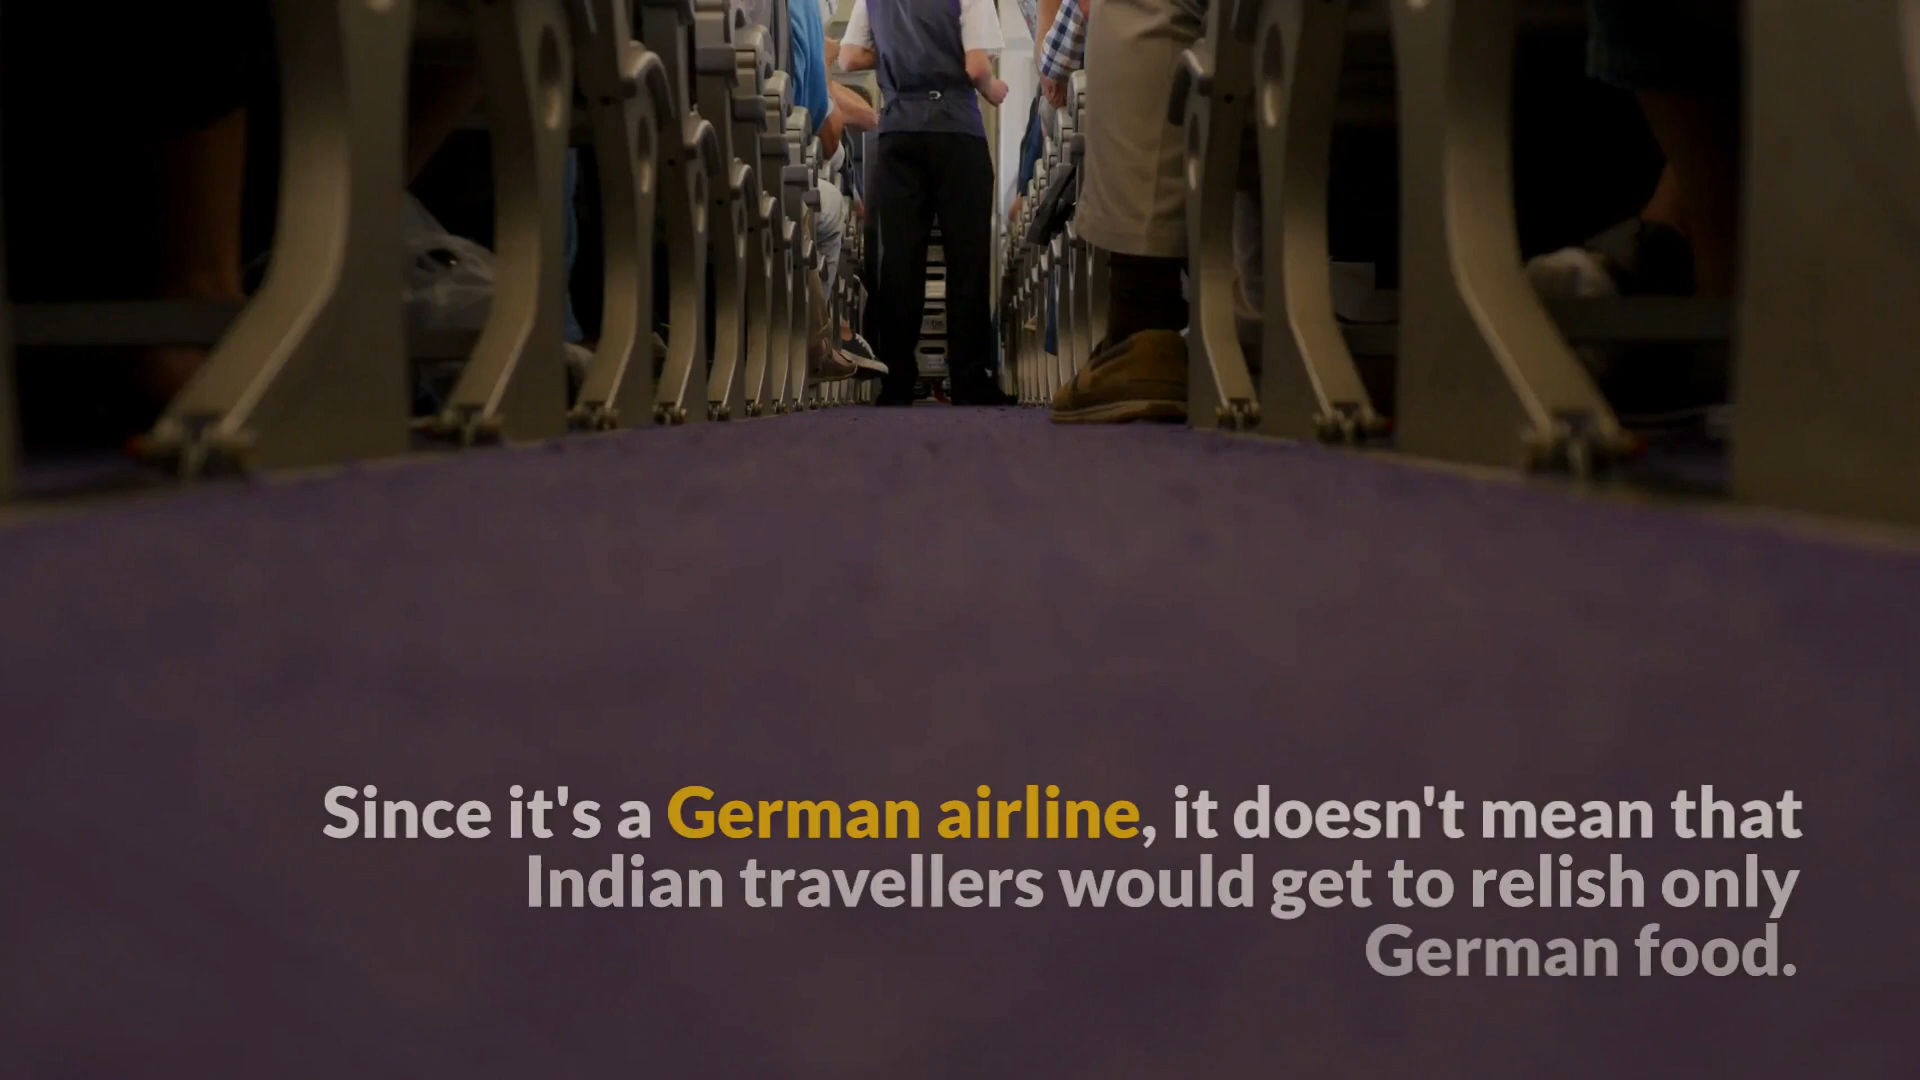 Since it's a German airline, it doesn't mean that
Indian travellers would get to relish only
German food.